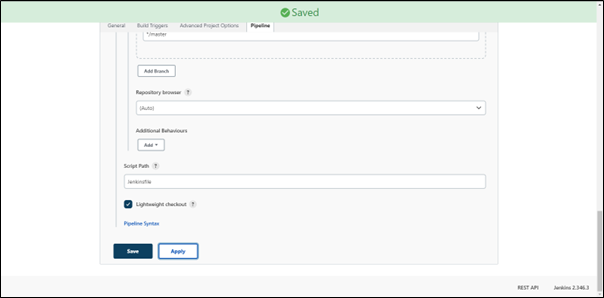 Saved
General Build Triggers Advanced Project Options Pipeline
*/master
Add Branch
Repository browser ?
(Auto)
Additional Behaviours
Add
Script Path ?
Jenkinsfile
Lightweight checkout ?
Pipeline Syntax
Save Apply
REST API Jenkins 2.346.3